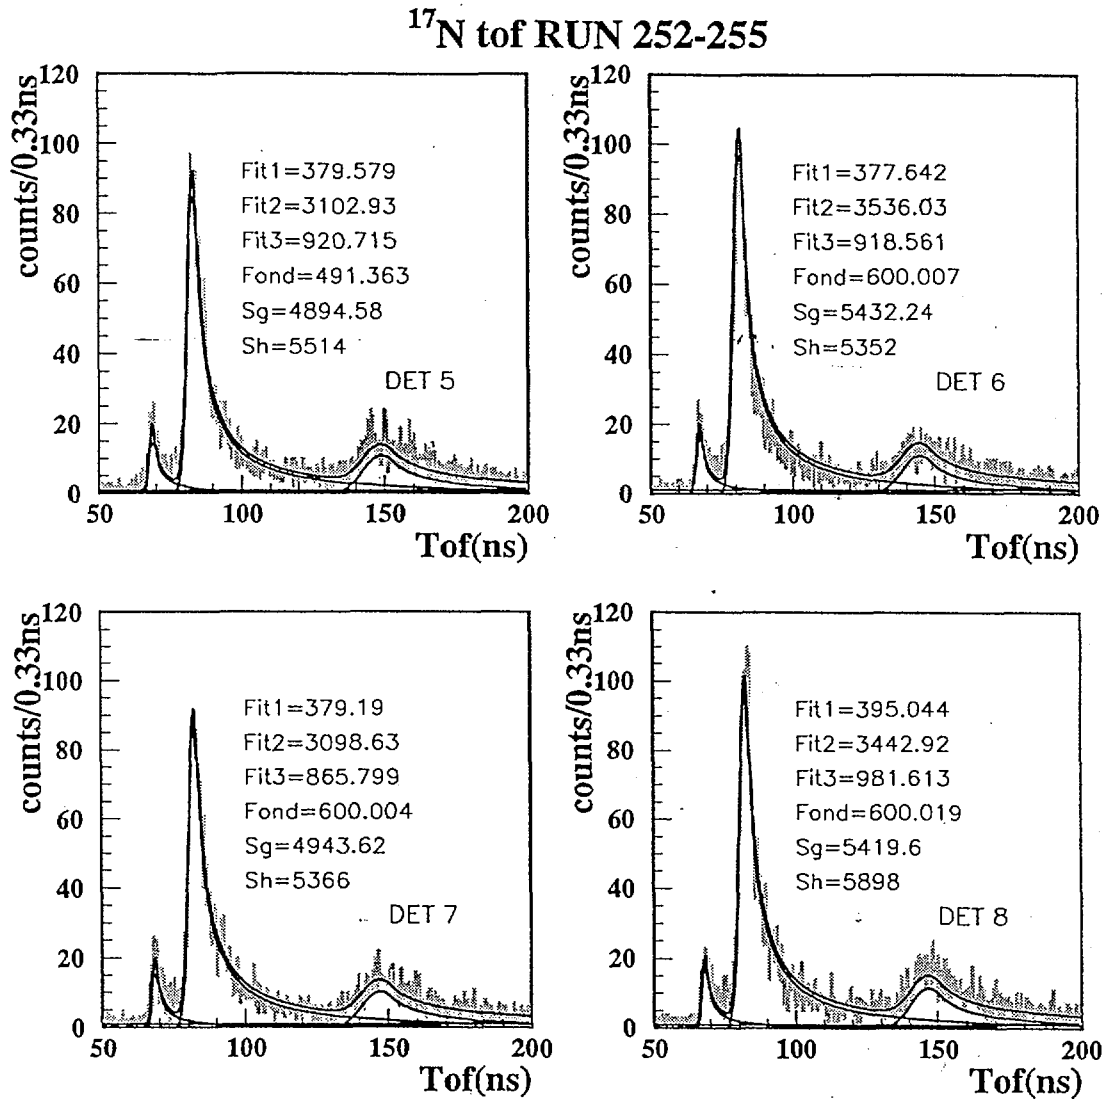 ¹⁷N tof RUN 252-255
counts/0.33ns
120
100
80
60
40
20
0
Fit1=379.579
Fit2=3102.93
Fit3=920.715
Fond=491.363
Sg=4894.58
Sh=5514
DET 5
50
100
150
200
Tof(ns)
counts/0.33ns
120
100
80
60
40
20
0
Fit1=377.642
Fit2=3536.03
Fit3=918.561
Fond=600.007
Sg=5432.24
Sh=5352
DET 6
50
100
150
200
Tof(ns)
counts/0.33ns
120
100
80
60
40
20
0
Fit1=379.19
Fit2=3098.63
Fit3=865.799
Fond=600.004
Sg=4943.62
Sh=5366
DET 7
50
100
150
200
Tof(ns)
counts/0.33ns
120
100
80
60
40
20
0
Fit1=395.044
Fit2=3442.92
Fit3=981.613
Fond=600.019
Sg=5419.6
Sh=5898
DET 8
50
100
150
200
Tof(ns)